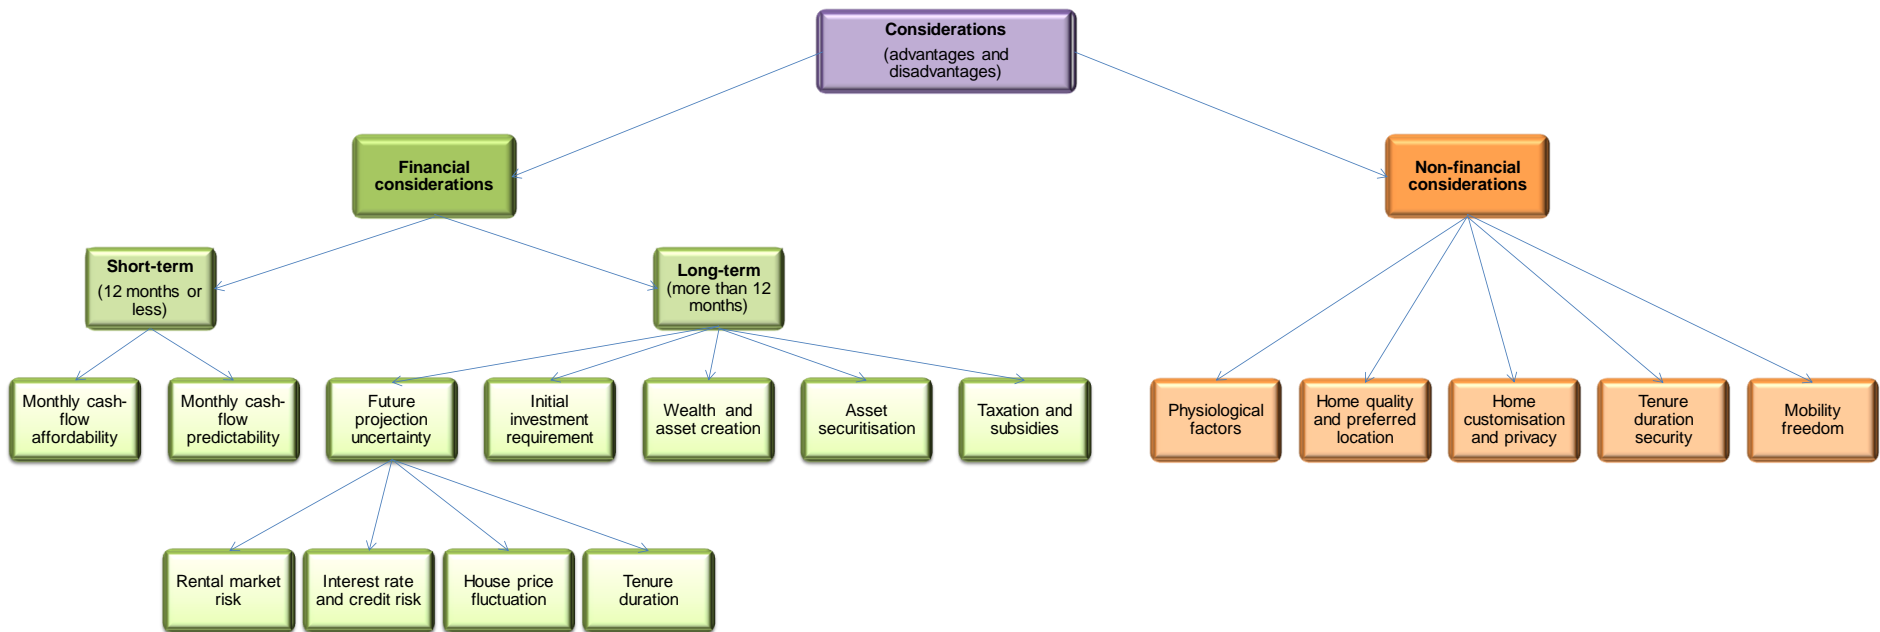 Considerations
(advantages and
disadvantages)
Financial
considerations
Non-financial
considerations
Short-term
(12 months or
less)
Long-term
(more than 12
months)
Monthly cash-
flow
affordability
Monthly cash-
flow
predictability
Future
projection
uncertainty
Initial
investment
requirement
Wealth and
asset creation
Asset
securitisation
Taxation and
subsidies
Physiological
factors
Home quality
and preferred
location
Home
customisation
and privacy
Tenure
duration
security
Mobility
freedom
Rental market
risk
Interest rate
and credit risk
House price
fluctuation
Tenure
duration